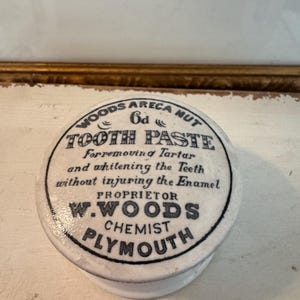 WOODS ARECA NUT
6d
TOOTH PASTE
For removing Tartar
and whitening the Teeth
without injuring the Enamel
PROPRIETOR
W. WOODS
CHEMIST
PLYMOUTH